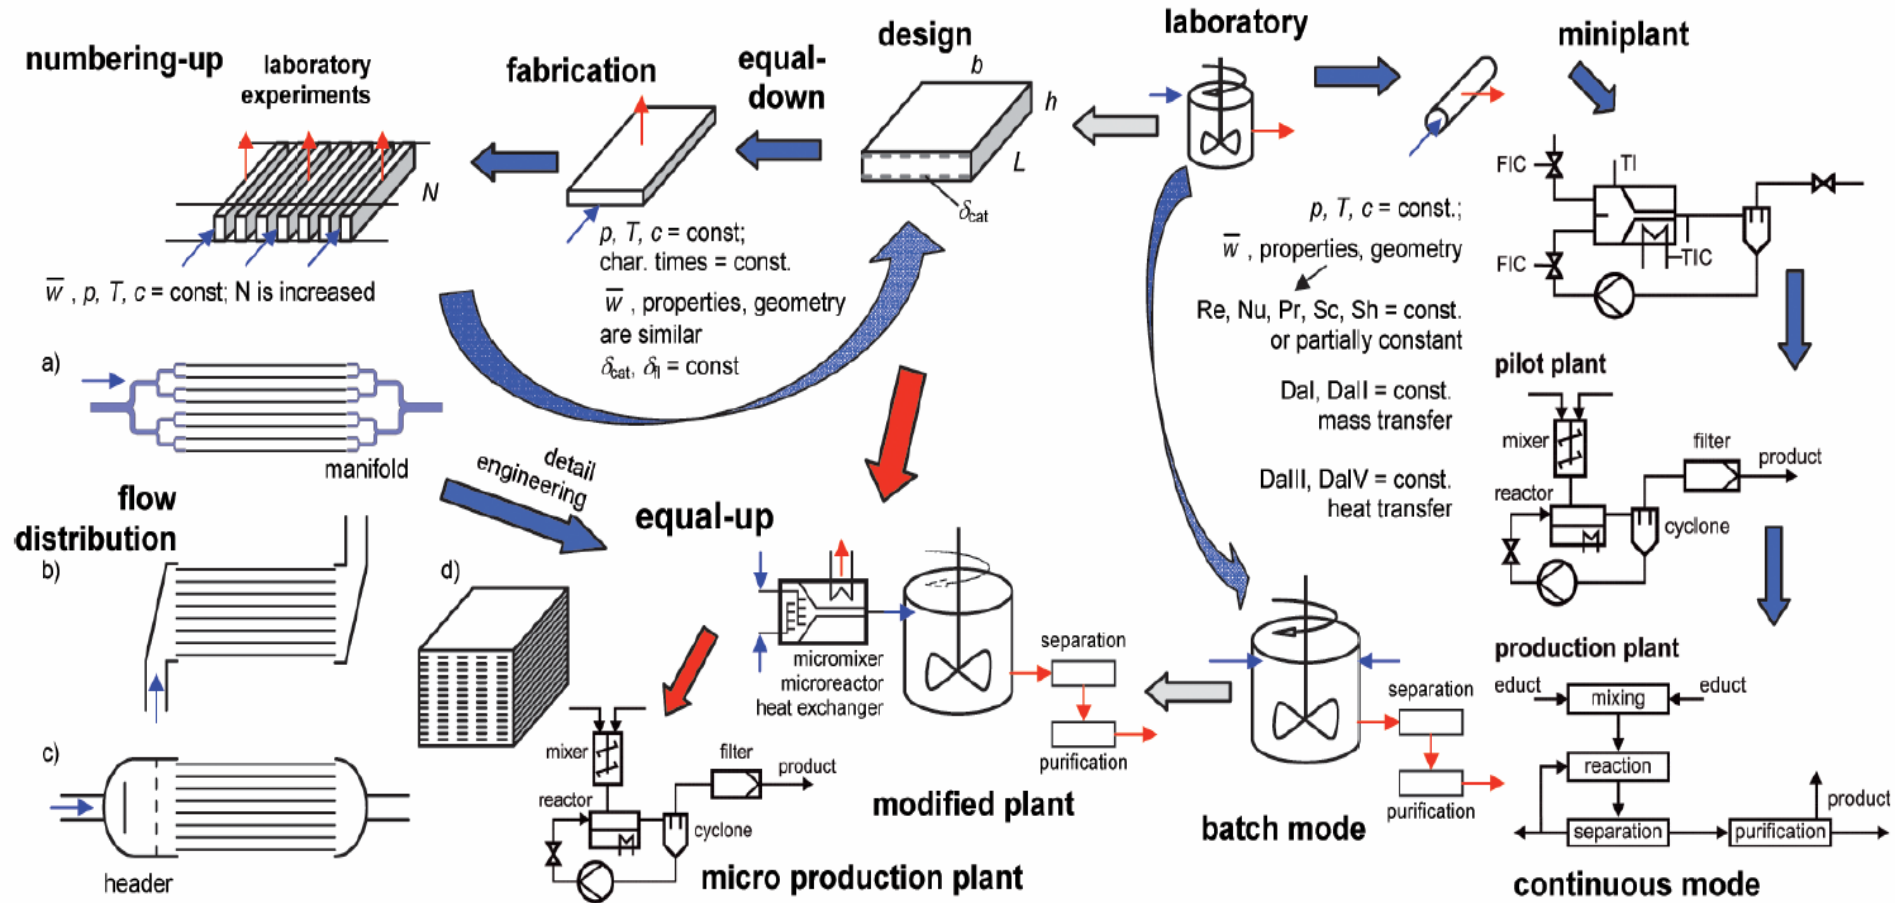 numbering-up
laboratory
experiments
N
w̅ , p, T, c = const; N is increased
fabrication
p, T, c = const;
char. times = const.
w̅ , properties, geometry
are similar
δcat, δfl = const
equal-
down
design
b
h
L
δcat
laboratory
p, T, c = const.;
w̅ , properties, geometry
Re, Nu, Pr, Sc, Sh = const.
or partially constant
DaI, DaII = const.
mass transfer
DaIII, DaIV = const.
heat transfer
miniplant
FIC
TI
FIC
TIC
pilot plant
mixer
filter
product
reactor
cyclone
production plant
educt
mixing
educt
reaction
product
separation
purification
continuous mode
a)
manifold
flow
distribution
b)
c)
header
detail
engineering
d)
equal-up
micromixer
microreactor
heat exchanger
separation
purification
modified plant
separation
purification
batch mode
mixer
filter
product
reactor
cyclone
micro production plant